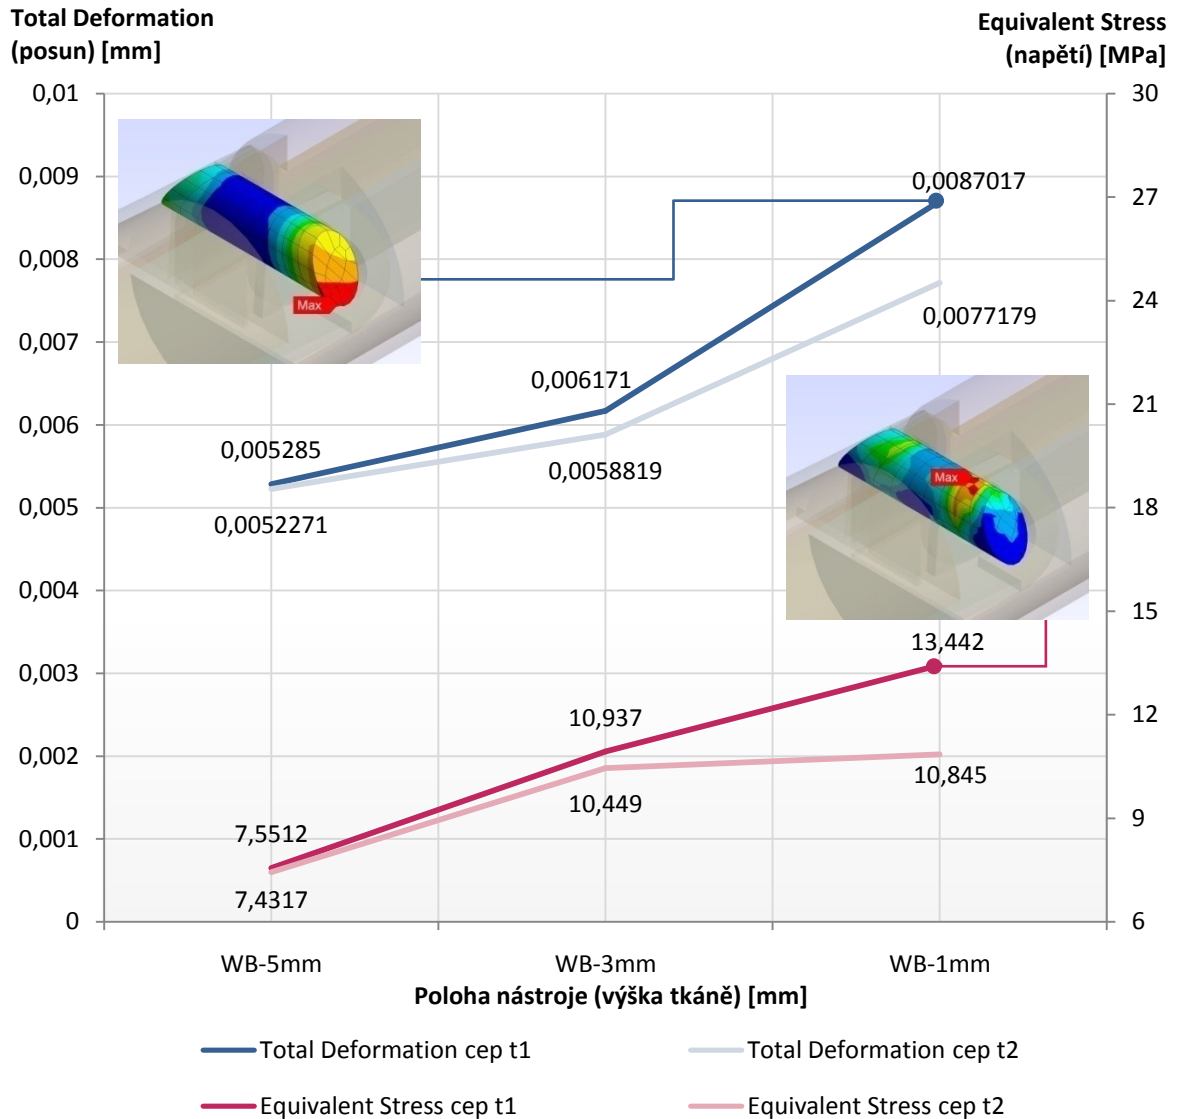 Total Deformation
(posun) [mm]
Equivalent Stress
(napětí) [MPa]
0,01
0,009
0,008
0,007
0,006
0,005
0,004
0,003
0,002
0,001
0
30
27
24
21
18
15
12
9
6
Max
Max
0,0087017
0,0077179
0,006171
0,0058819
0,005285
0,0052271
13,442
10,937
10,845
10,449
7,5512
7,4317
WB-5mm
WB-3mm
WB-1mm
Poloha nástroje (výška tkáně) [mm]
Total Deformation cep t1
Total Deformation cep t2
Equivalent Stress cep t1
Equivalent Stress cep t2